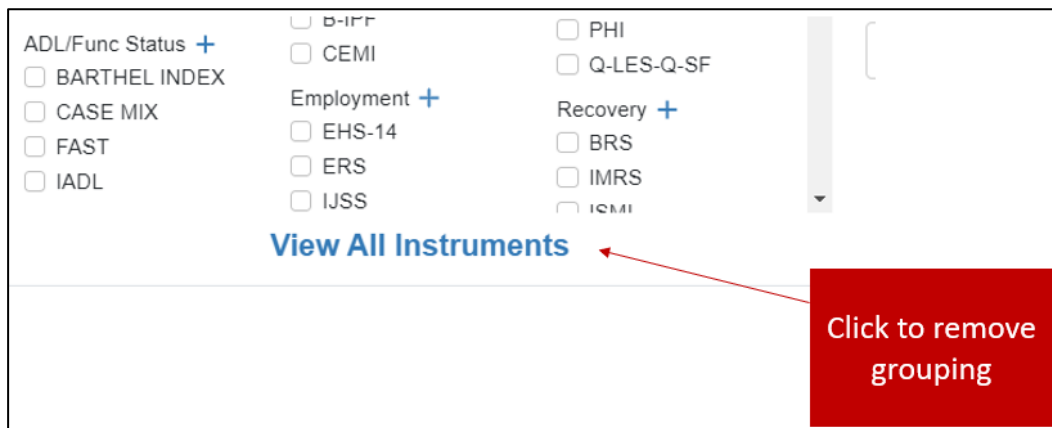 ADL/Func Status +
BARTHEL INDEX
CASE MIX
FAST
IADL
B-IPF
CEMI
Employment +
EHS-14
ERS
IJSS
PHI
Q-LES-Q-SF
Recovery +
BRS
IMRS
ISMI
View All Instruments
Click to remove
grouping